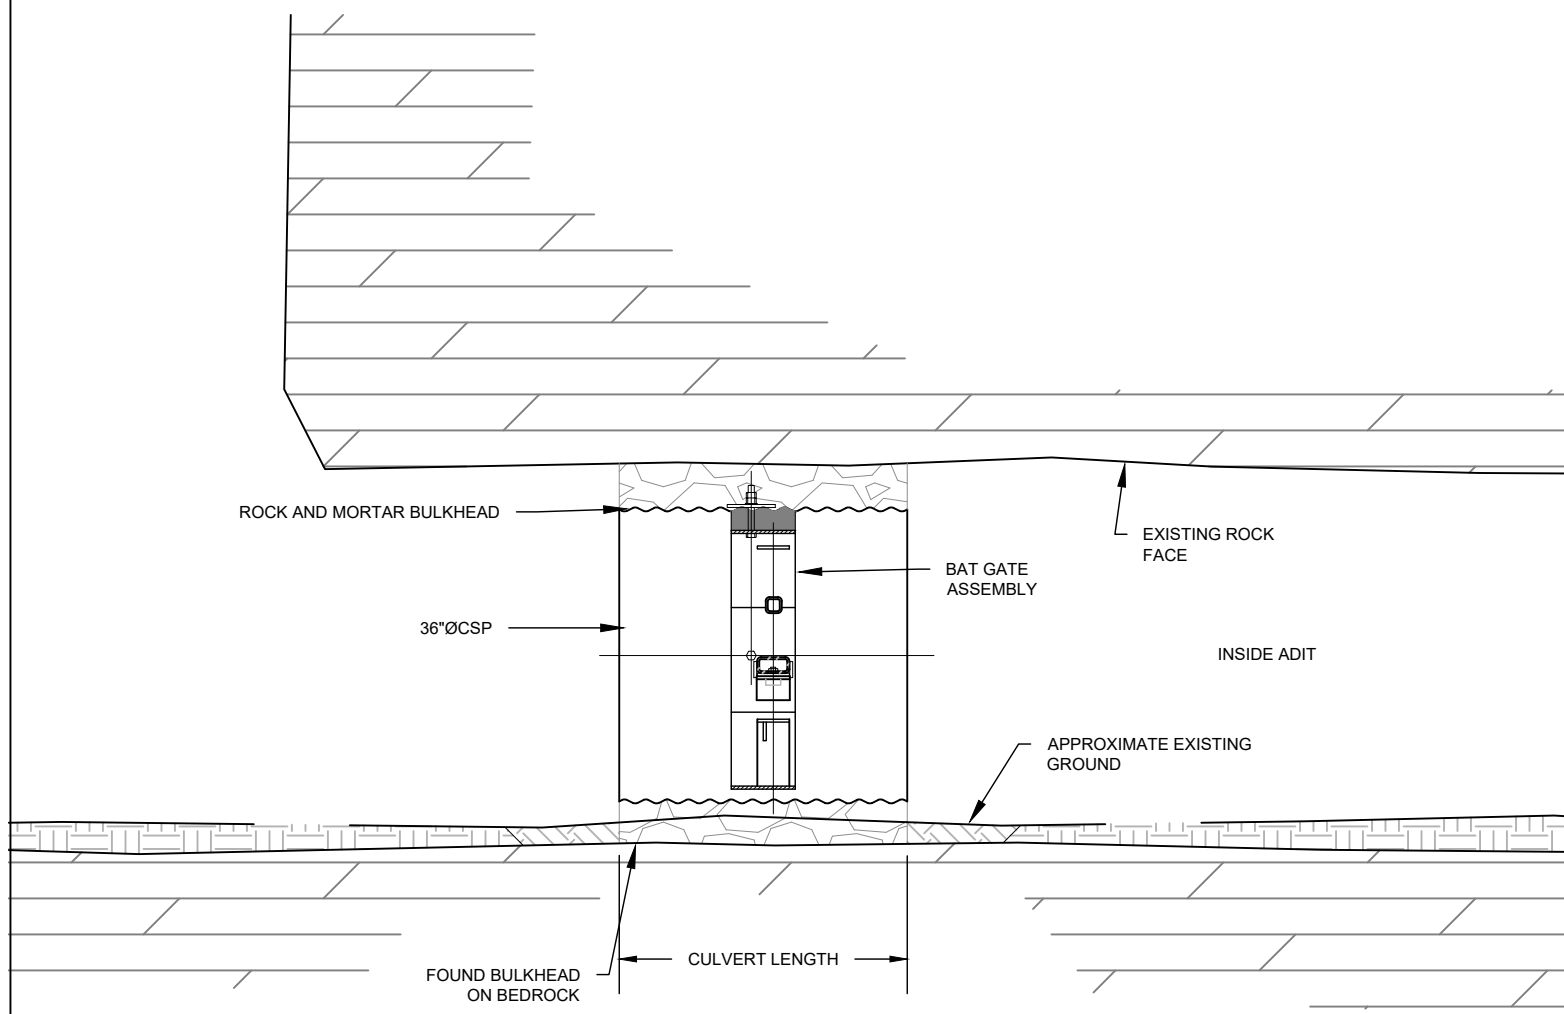 ROCK AND MORTAR BULKHEAD
EXISTING ROCK
FACE
BAT GATE
ASSEMBLY
36"ØCSP
INSIDE ADIT
APPROXIMATE EXISTING
GROUND
CULVERT LENGTH
FOUND BULKHEAD
ON BEDROCK